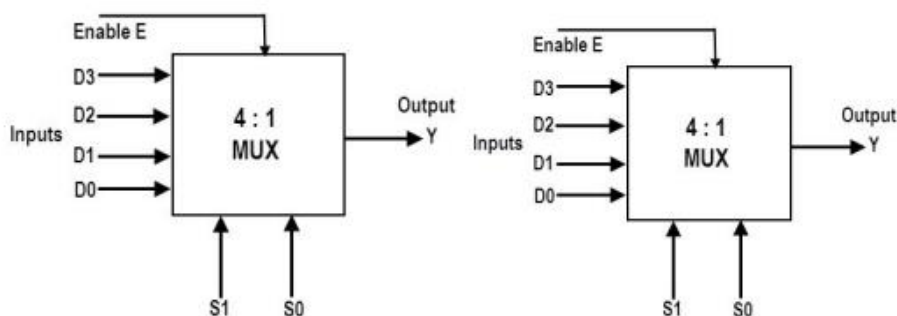 Enable E
D3
D2
Inputs
D1
D0
4 : 1
MUX
Output
Y
S1
S0
Enable E
D3
D2
Inputs
D1
D0
4 : 1
MUX
Output
Y
S1
S0